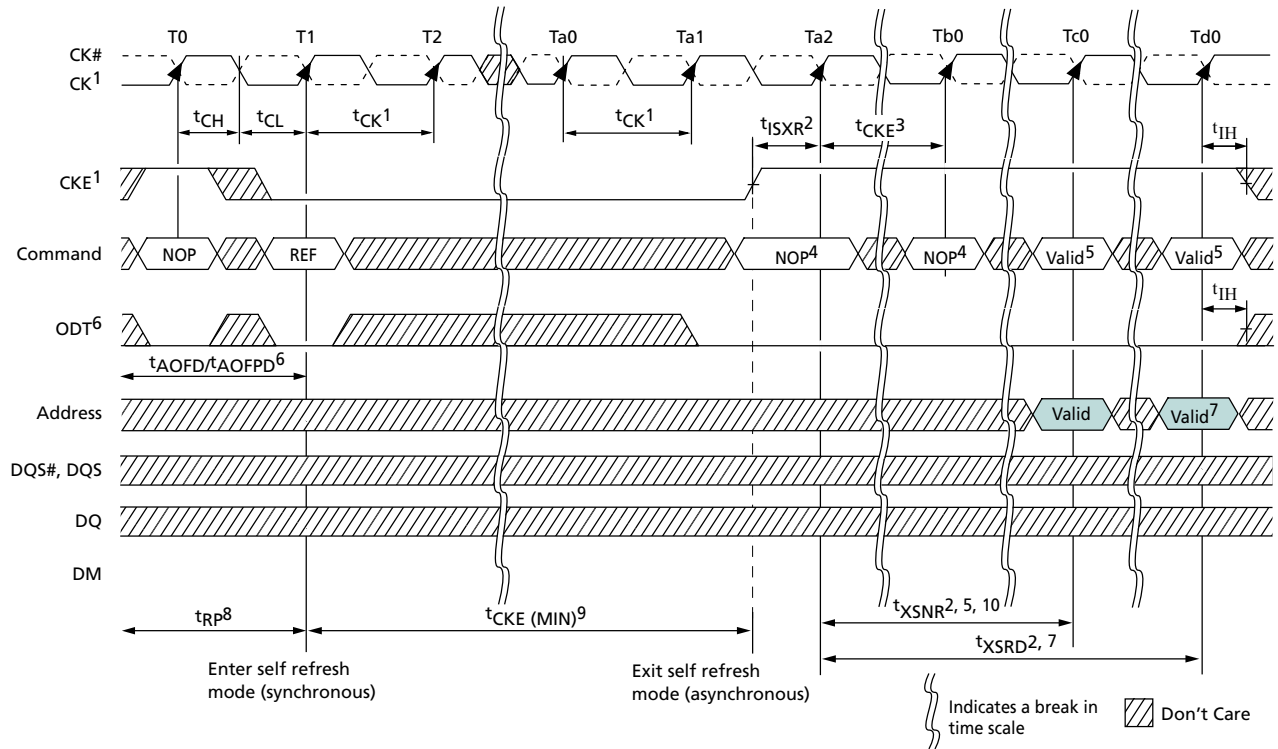 T0 T1 T2 Ta0 Ta1 Ta2 Tb0 Tc0 Td0
CK#
CK¹
tCH tCL tCK¹ tCK¹ tISXR² tCKE³ tIH
CKE¹
Command NOP REF NOP⁴ NOP⁴ Valid⁵ Valid⁵
tIH
ODT⁶
tAOFD/tAOFPD⁶
Address Valid Valid⁷
DQS#, DQS
DQ
DM
tRP⁸ tCKE (MIN)⁹ tXSNR², ⁵, ¹⁰
tXSRD², ⁷
Enter self refresh
mode (synchronous)
Exit self refresh
mode (asynchronous)
Indicates a break in
time scale
Don't Care